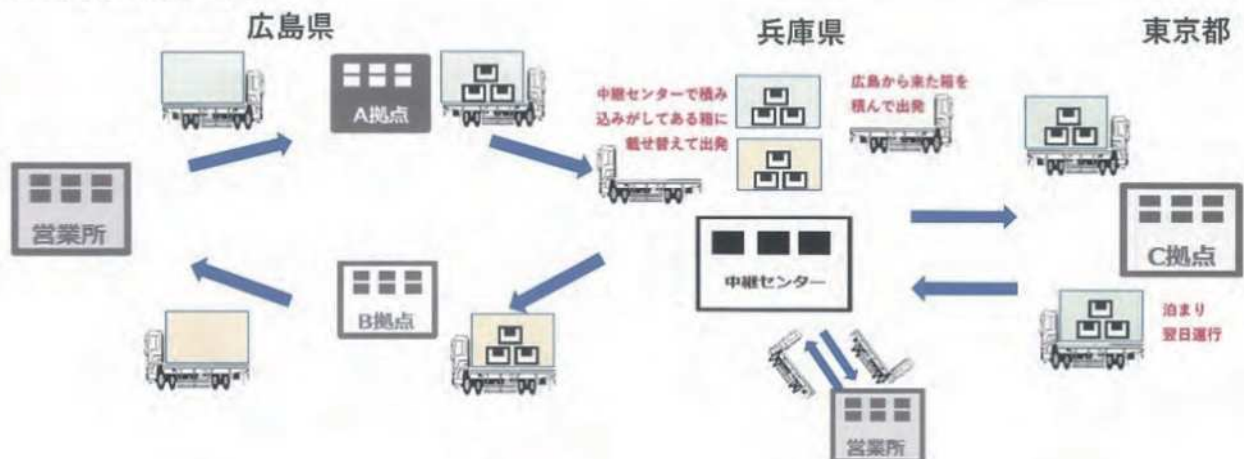 広島県
兵庫県
東京都
A拠点
中継センターで積み
込みがしてある箱に
載せ替えて出発
広島から来た箱を
積んで出発
営業所
B拠点
中継センター
C拠点
泊まり
翌日運行
営業所